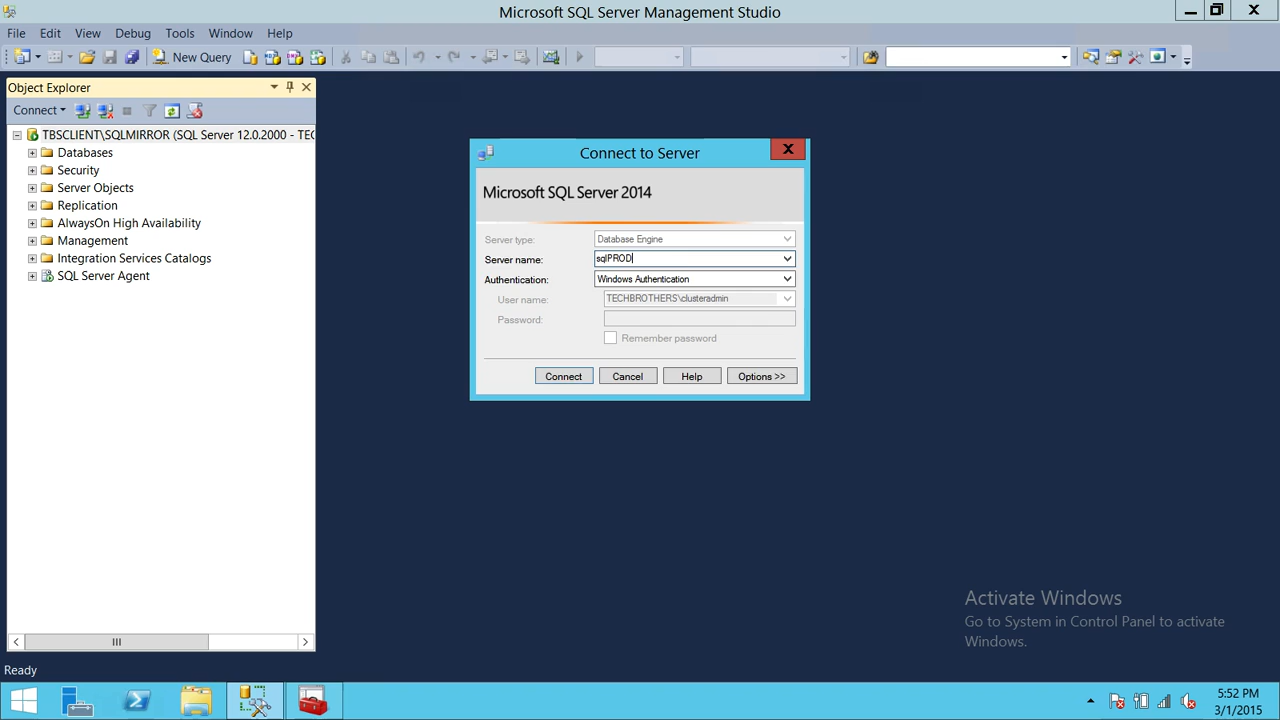 Microsoft SQL Server Management Studio
File Edit View Debug Tools Window Help
New Query
Object Explorer
Connect
TBSCLIENT\SQLMIRROR (SQL Server 12.0.2000 - TEC
Databases
Security
Server Objects
Replication
AlwaysOn High Availability
Management
Integration Services Catalogs
SQL Server Agent
Connect to Server
Microsoft SQL Server 2014
Server type: Database Engine
Server name: sqlPROD
Authentication: Windows Authentication
User name: TECHBROTHERS\clusteradmin
Password:
Remember password
Connect Cancel Help Options >>
Activate Windows
Go to System in Control Panel to activate
Windows.
Ready
5:52 PM
3/1/2015